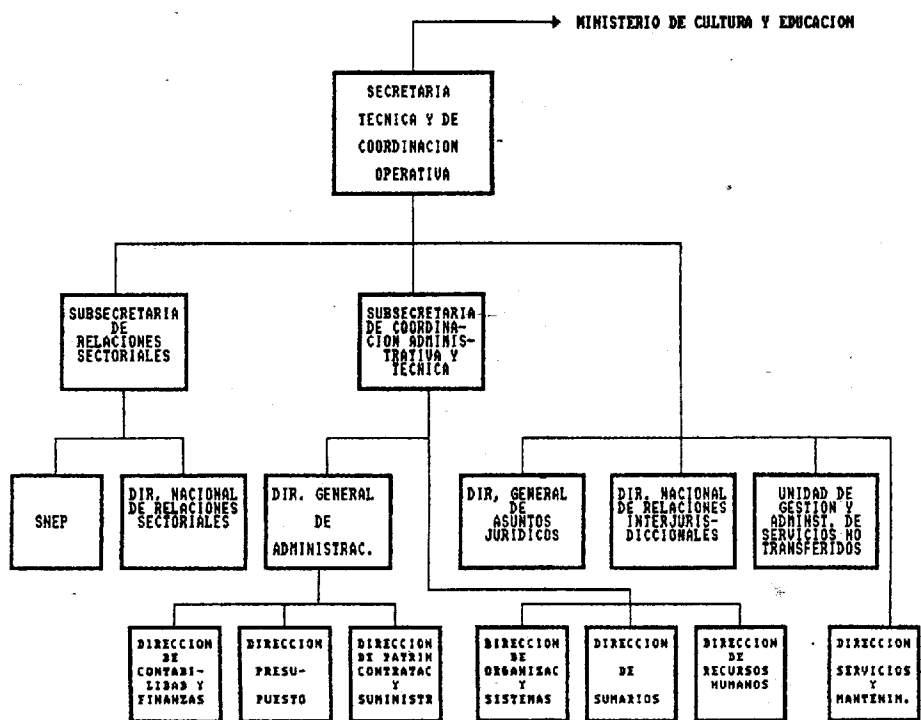 MINISTERIO DE CULTURA Y EDUCACION
SECRETARIA
TECNICA Y DE
COORDINACION
OPERATIVA
SUBSECRETARIA
DE
RELACIONES
SECTORIALES
SUBSECRETARIA
DE COORDINA-
CION ADMINIS-
TRATIVA Y
TECNICA
SNEP
DIR. NACIONAL
DE RELACIONES
SECTORIALES
DIR. GENERAL
DE
ADMINISTRAC.
DIR, GENERAL
DE
ASUNTOS
JURIDICOS
DIR. NACIONAL
DE RELACIONES
INTERJURIS-
DICCIONALES
UNIDAD DE
GESTION Y
ADMINST. DE
SERVICIOS NO
TRANSFERIDOS
DIRECCION
DE
CONTABI-
LIDAD Y
FINANZAS
DIRECCION
PRESU-
PUESTO
DIRECCION
DE PATRIM
CONTRATAC
Y
SUMINISTR
DIRECCION
DE
ORGANIZAC
Y
SISTEMAS
DIRECCION
DE
SUMARIOS
DIRECCION
DE
RECURSOS
HUMANOS
DIRECCION
SERVICIOS
Y
MANTENIM.